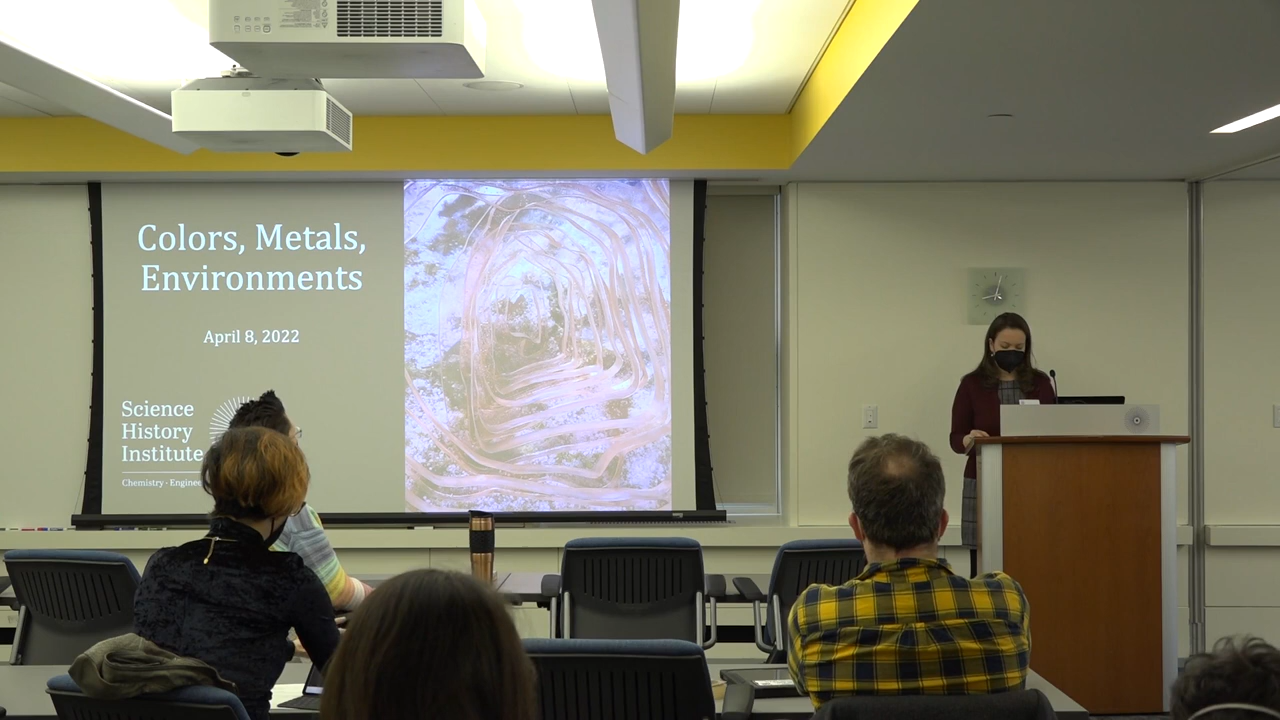 Colors, Metals,
Environments
April 8, 2022
Science
History
Institute
Chemistry · Enginee